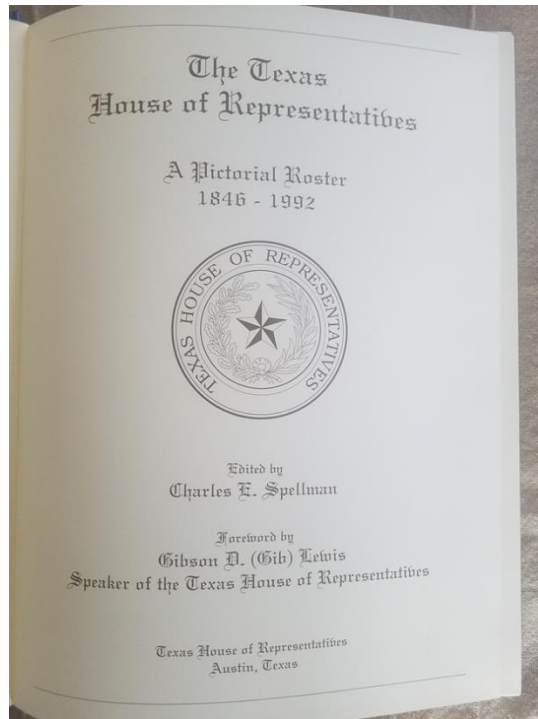 The Texas
House of Representatives
A Pictorial Roster
1846 - 1992
TEXAS HOUSE OF REPRESENTATIVES
Edited by
Charles E. Spellman
Foreword by
Gibson D. (Gib) Lewis
Speaker of the Texas House of Representatives
Texas House of Representatives
Austin, Texas